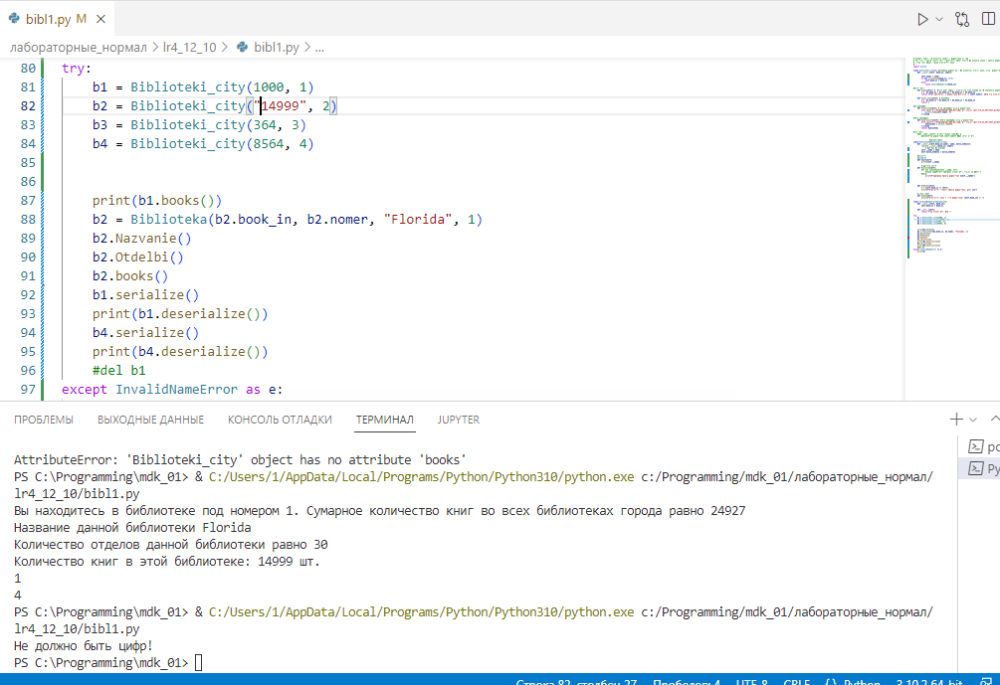 bibl1.py M
лабораторные_нормал > lr4_12_10 > bibl1.py > ...
80 try:
81 b1 = Biblioteki_city(1000, 1)
82 b2 = Biblioteki_city("14999", 2)
83 b3 = Biblioteki_city(364, 3)
84 b4 = Biblioteki_city(8564, 4)
85
86
87 print(b1.books())
88 b2 = Biblioteka(b2.book_in, b2.nomer, "Florida", 1)
89 b2.Nazvanie()
90 b2.Otdelbi()
91 b2.books()
92 b1.serialize()
93 print(b1.deserialize())
94 b4.serialize()
95 print(b4.deserialize())
96 #del b1
97 except InvalidNameError as e:
ПРОБЛЕМЫ ВЫХОДНЫЕ ДАННЫЕ КОНСОЛЬ ОТЛАДКИ ТЕРМИНАЛ JUPYTER
AttributeError: 'Biblioteki_city' object has no attribute 'books'
PS C:\Programming\mdk_01> & C:/Users/1/AppData/Local/Programs/Python/Python310/python.exe c:/Programming/mdk_01/лабораторные_нормал/
lr4_12_10/bibl1.py
Вы находитесь в библиотеке под номером 1. Сумарное количество книг во всех библиотеках города равно 24927
Название данной библиотеки Florida
Количество отделов данной библиотеки равно 30
Количество книг в этой библиотеке: 14999 шт.
1
4
PS C:\Programming\mdk_01> & C:/Users/1/AppData/Local/Programs/Python/Python310/python.exe c:/Programming/mdk_01/лабораторные_нормал/
lr4_12_10/bibl1.py
Не должно быть цифр!
PS C:\Programming\mdk_01>
Строка 82, столбец 27 Пробелов: 4 UTF-8 CRLF {} Python 3.10.2 64-bit